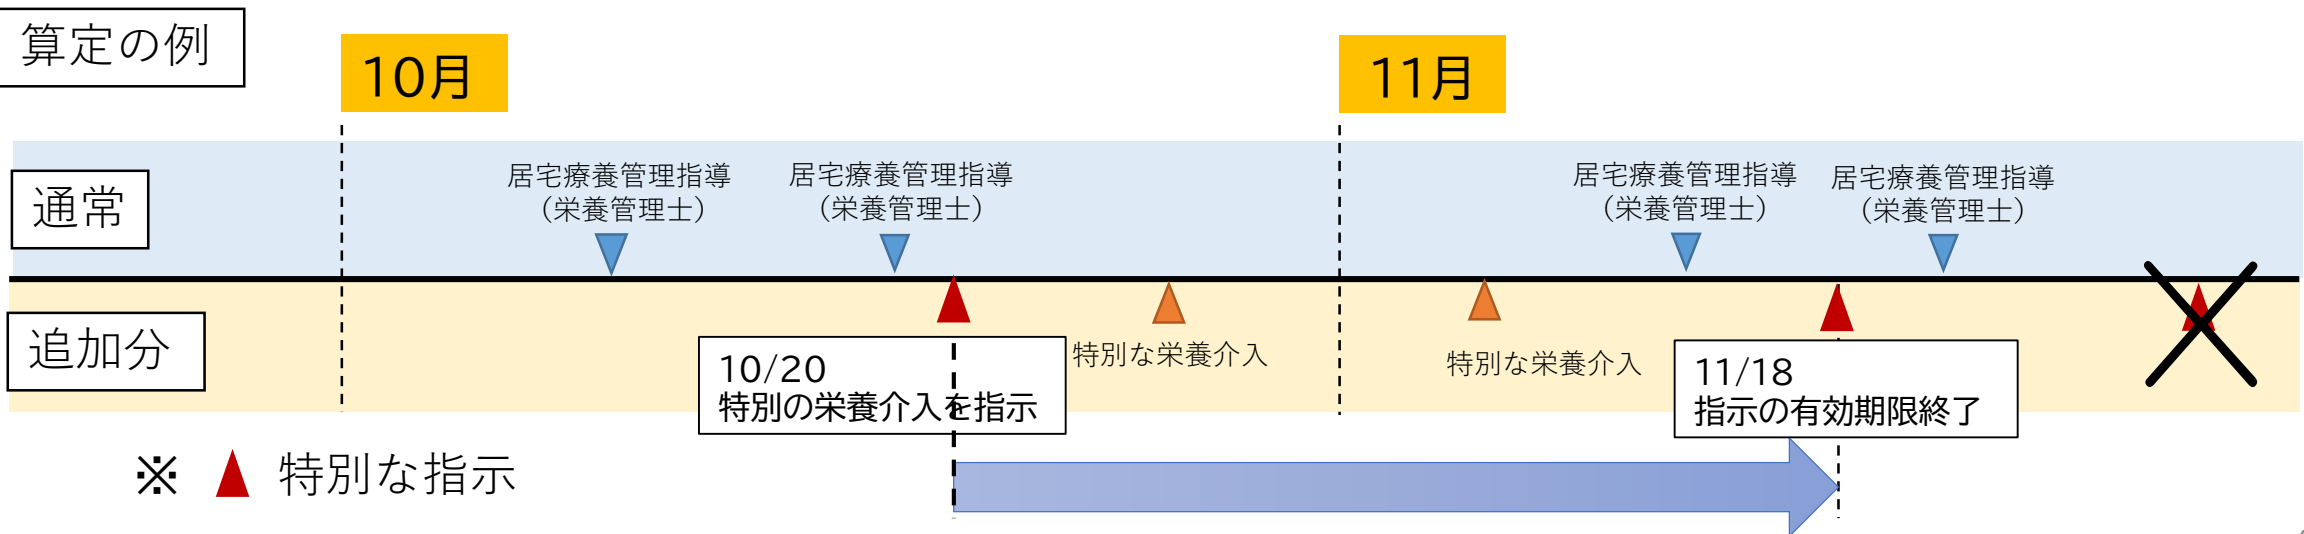 算定の例
10月
11月
通常
居宅療養管理指導
（栄養管理士）
居宅療養管理指導
（栄養管理士）
居宅療養管理指導
（栄養管理士）
居宅療養管理指導
（栄養管理士）
追加分
10/20
特別の栄養介入を指示
特別な栄養介入
特別な栄養介入
11/18
指示の有効期限終了
※ ▲ 特別な指示